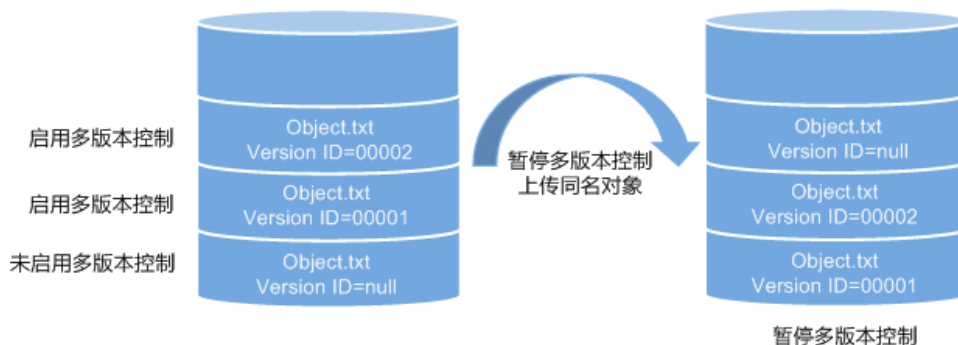 启用多版本控制
Object.txt
Version ID=00002
启用多版本控制
Object.txt
Version ID=00001
未启用多版本控制
Object.txt
Version ID=null
暂停多版本控制
上传同名对象
Object.txt
Version ID=null
Object.txt
Version ID=00002
Object.txt
Version ID=00001
暂停多版本控制